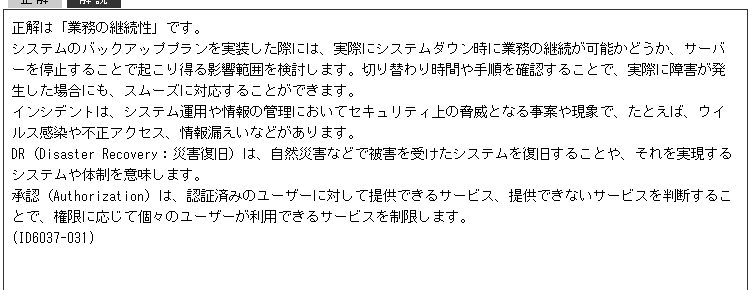 正解 解説
正解は「業務の継続性」です。
システムのバックアッププランを実装した際には、実際にシステムダウン時に業務の継続が可能かどうか、サーバ
ーを停止することで起こり得る影響範囲を検討します。切り替わり時間や手順を確認することで、実際に障害が発
生した場合にも、スムーズに対応することができます。
インシデントは、システム運用や情報の管理においてセキュリティ上の脅威となる事案や現象で、たとえば、ウイ
ルス感染や不正アクセス、情報漏えいなどがあります。
DR（Disaster Recovery：災害復旧）は、自然災害などで被害を受けたシステムを復旧することや、それを実現する
システムや体制を意味します。
承認（Authorization）は、認証済みのユーザーに対して提供できるサービス、提供できないサービスを判断するこ
とで、権限に応じて個々のユーザーが利用できるサービスを制限します。
(ID6037-031)